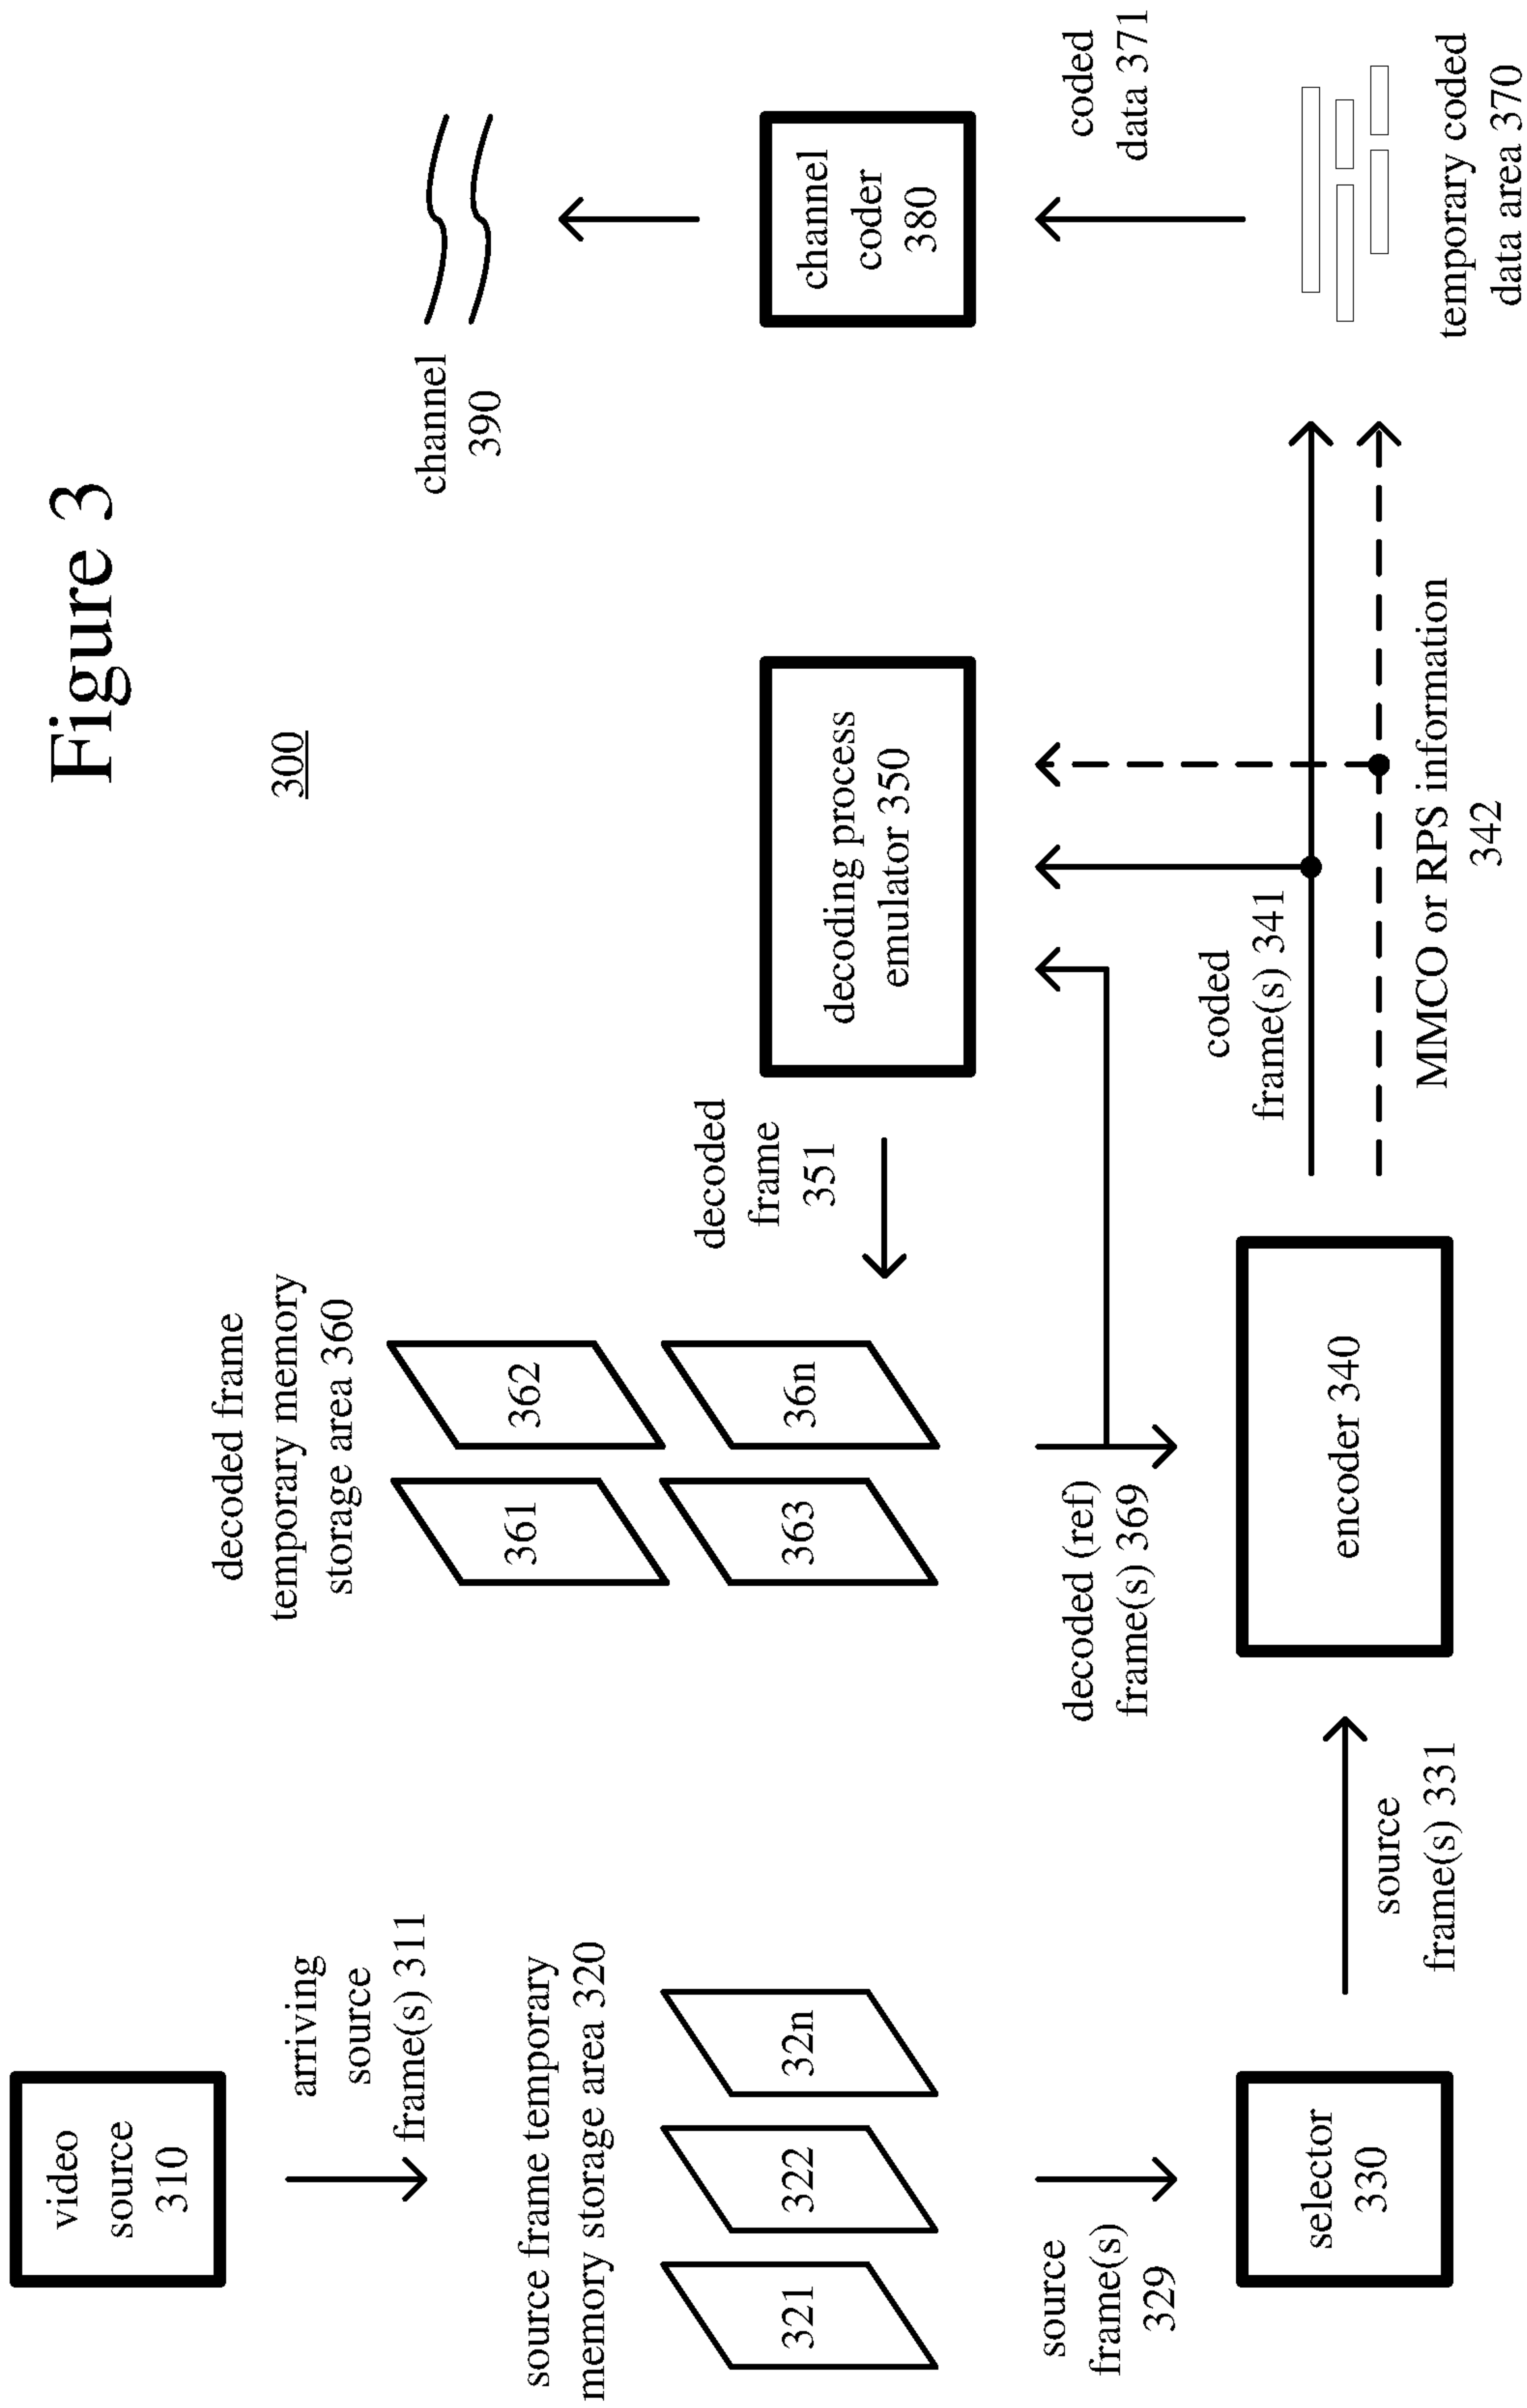 Figure 3
300
video
source
310
arriving
source
frame(s) 311
source frame temporary
memory storage area 320
321
322
32n
source
frame(s)
329
selector
330
source
frame(s) 331
decoded frame
temporary memory
storage area 360
361
362
363
36n
decoded (ref)
frame(s) 369
encoder 340
decoded
frame
351
decoding process
emulator 350
coded
frame(s) 341
MMCO or RPS information
342
channel
390
channel
coder
380
coded
data 371
temporary coded
data area 370